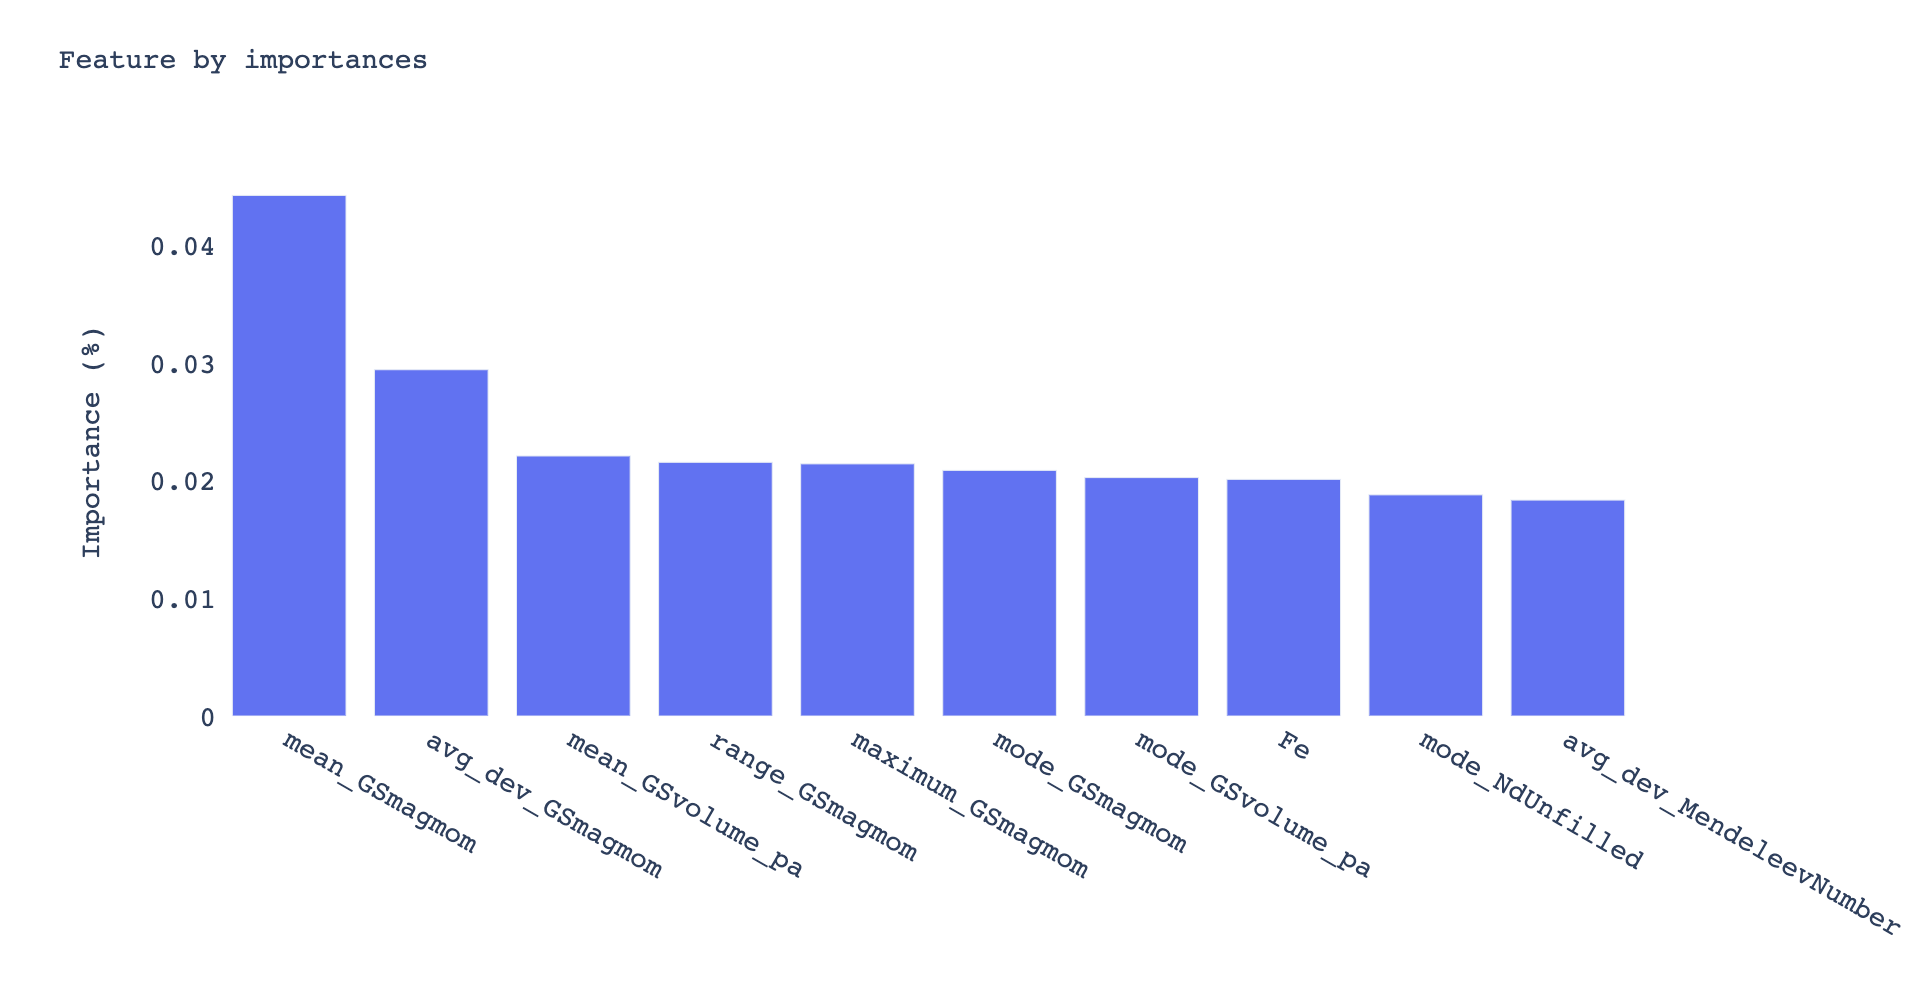 Feature by importances
Importance (%)
0.04
0.03
0.02
0.01
0
mean_GSmagmom
avg_dev_GSmagmom
mean_GSvolume_pa
range_GSmagmom
maximum_GSmagmom
mode_GSmagmom
mode_GSvolume_pa
Fe
mode_NdUnfilled
avg_dev_MendeleevNumber